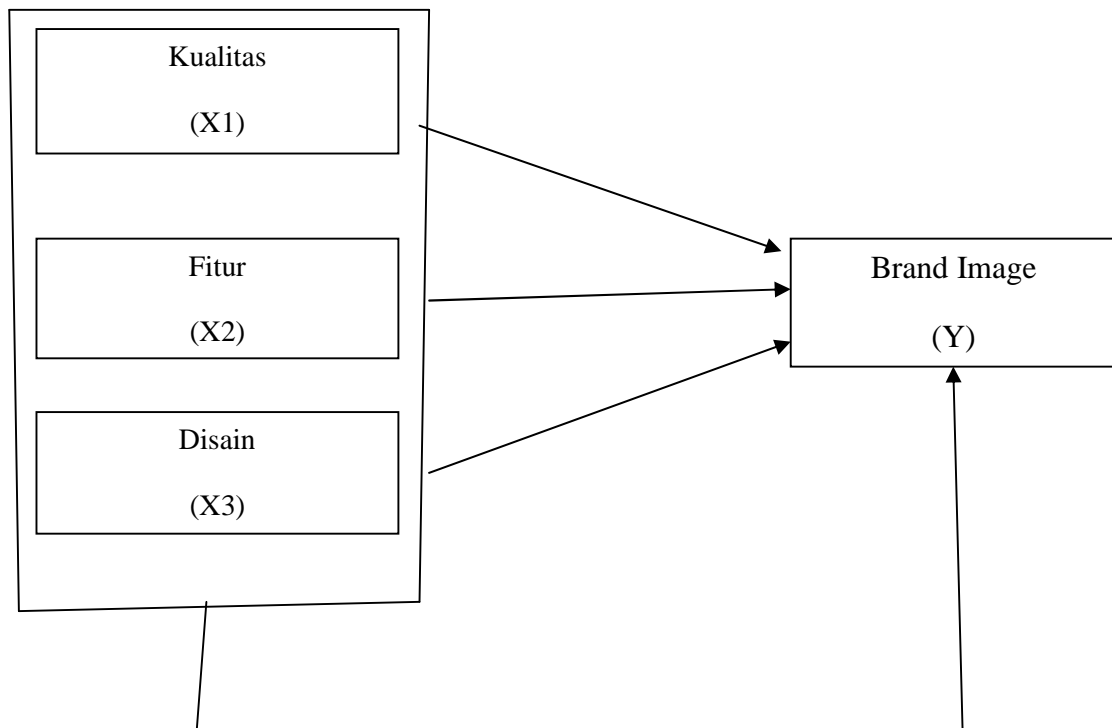 Kualitas
(X1)
Fitur
(X2)
Disain
(X3)
Brand Image
(Y)